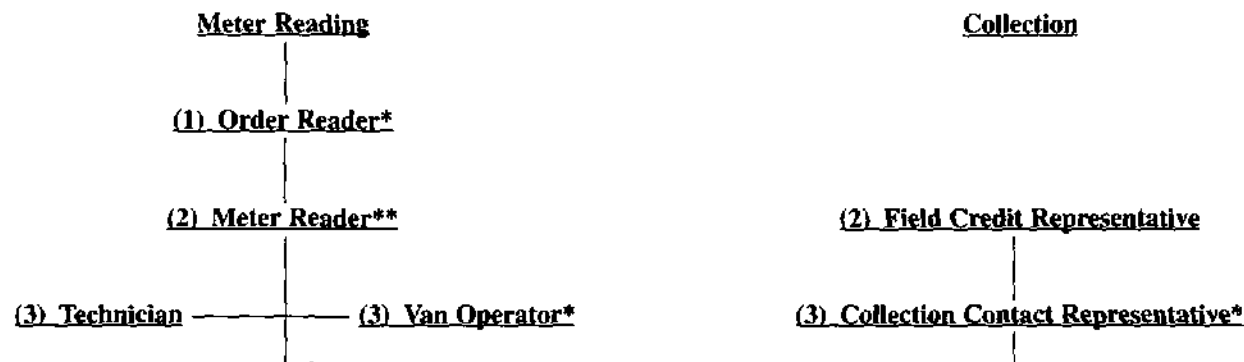 Meter Reading Collection
(1) Order Reader*
(2) Meter Reader** (2) Field Credit Representative
(3) Technician (3) Van Operator* (3) Collection Contact Representative*